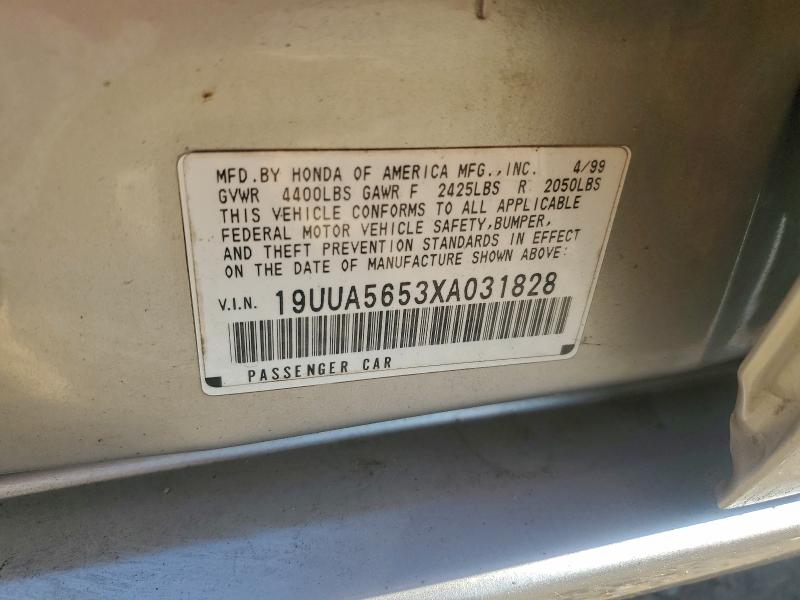 MFD.BY HONDA OF AMERICA MFG.,INC. 4/99
GVWR 4400LBS GAWR F 2425LBS R 2050LBS
THIS VEHICLE CONFORMS TO ALL APPLICABLE
FEDERAL MOTOR VEHICLE SAFETY,BUMPER,
AND THEFT PREVENTION STANDARDS IN EFFECT
ON THE DATE OF MANUFACTURE SHOWN ABOVE:
V.I.N. 19UUA5653XA031828
PASSENGER CAR